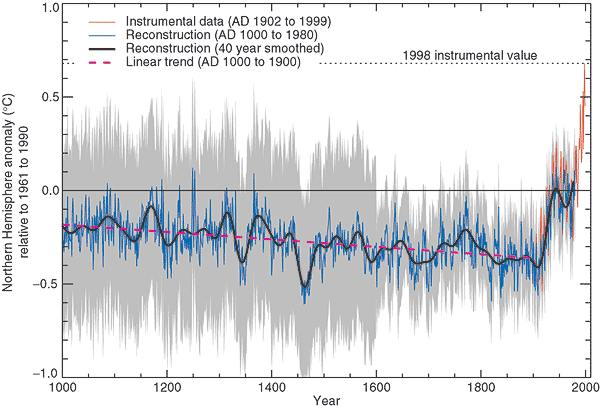 Instrumental data (AD 1902 to 1999)
Reconstruction (AD 1000 to 1980)
Reconstruction (40 year smoothed)
Linear trend (AD 1000 to 1900)
1998 instrumental value
Northern Hemisphere anomaly (°C)
relative to 1961 to 1990
1.0
0.5
0.0
−0.5
−1.0
1000 1200 1400 1600 1800 2000
Year